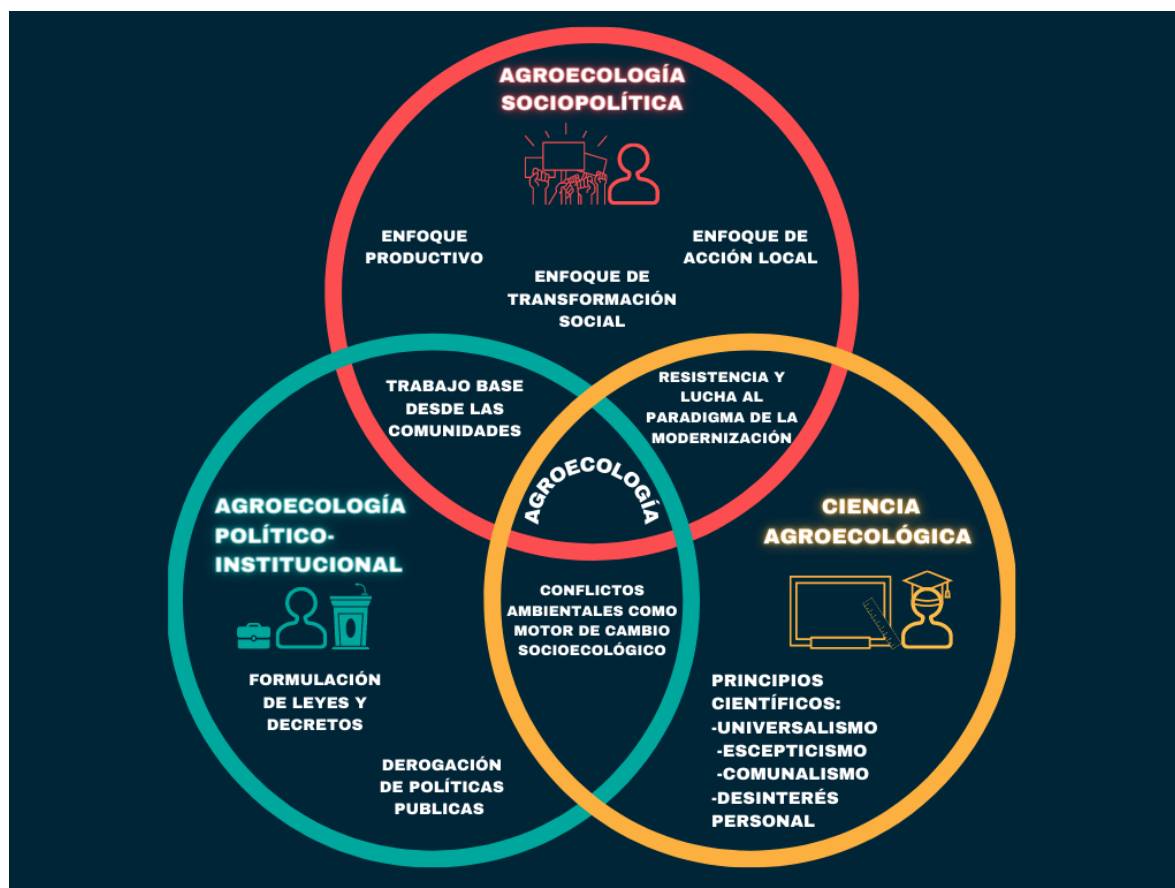 AGROECOLOGÍA
SOCIOPOLÍTICA
ENFOQUE
PRODUCTIVO
ENFOQUE DE
TRANSFORMACIÓN
SOCIAL
ENFOQUE DE
ACCIÓN LOCAL
TRABAJO BASE
DESDE LAS
COMUNIDADES
RESISTENCIA Y
LUCHA AL
PARADIGMA DE LA
MODERNIZACIÓN
AGROECOLOGÍA
AGROECOLOGÍA
POLÍTICO-
INSTITUCIONAL
FORMULACIÓN
DE LEYES Y
DECRETOS
DEROGACIÓN
DE POLÍTICAS
PUBLICAS
CONFLICTOS
AMBIENTALES COMO
MOTOR DE CAMBIO
SOCIOECOLÓGICO
CIENCIA
AGROECOLÓGICA
PRINCIPIOS
CIENTÍFICOS:
-UNIVERSALISMO
-ESCEPTICISMO
-COMUNALISMO
-DESINTERÉS
PERSONAL